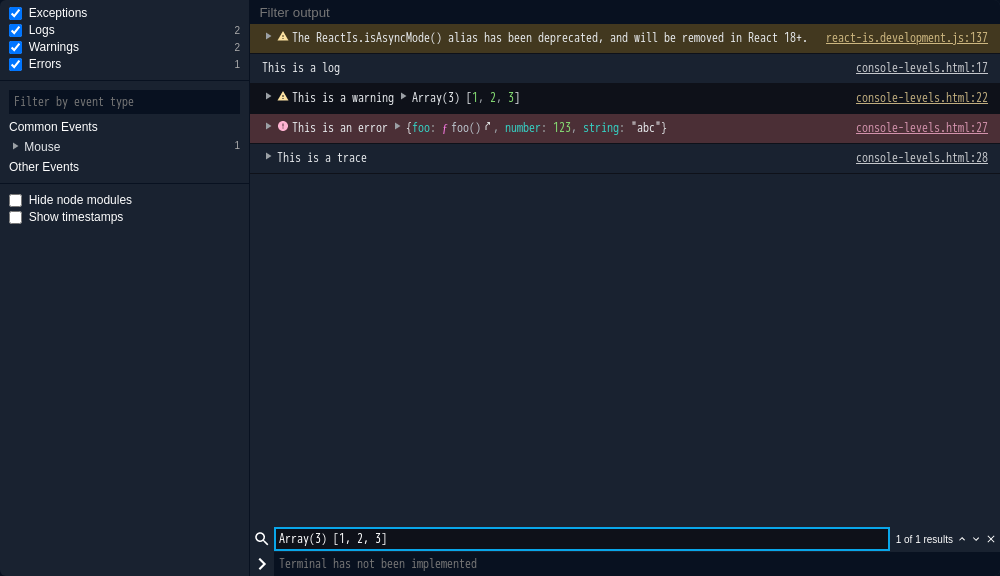 Exceptions
Logs 2
Warnings 2
Errors 1
Filter by event type
Common Events
Mouse 1
Other Events
Hide node modules
Show timestamps
Filter output
The ReactIs.isAsyncMode() alias has been deprecated, and will be removed in React 18+. react-is.development.js:137
This is a log console-levels.html:17
This is a warning Array(3) [1, 2, 3] console-levels.html:22
This is an error {foo: ƒ foo(), number: 123, string: "abc"} console-levels.html:27
This is a trace console-levels.html:28
Array(3) [1, 2, 3] 1 of 1 results
Terminal has not been implemented